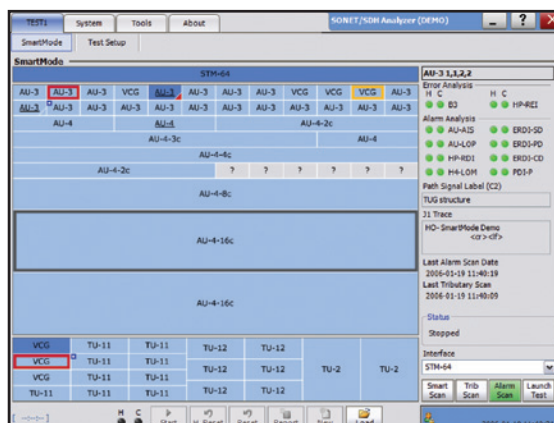 TEST1 System Tools About SONET/SDH Analyzer (DEMO) ? X
SmartMode Test Setup
SmartMode
STM-64
AU-3 AU-3 AU-3 VCG AU-3 AU-3 AU-3 AU-3 VCG VCG VCG AU-3
AU-3 AU-3 AU-3 AU-3 AU-3 AU-3 AU-3 AU-3 AU-3 AU-3 AU-3 AU-3
AU-4 AU-4 AU-4-2c
AU-4-3c AU-4
AU-4-4c
AU-4-2c ? ? ? ? ? ?
AU-4-8c
AU-4-16c
AU-4-16c
VCG TU-11 TU-11 TU-12 TU-12 TU-2 TU-2
VCG TU-11 TU-11 TU-12 TU-12
VCG TU-11 TU-11 TU-12 TU-12
TU-11 TU-11 TU-11
AU-3 1,1,2,2
Error Analysis
H C H C
B3 HP-REI
Alarm Analysis
AU-AIS ERDI-SD
AU-LOP ERDI-PD
HP-RDI ERDI-CD
H4-LOM PDI-P
Path Signal Label (C2)
TUG structure
J1 Trace
HO- SmartMode Demo
<cr><lf>
Last Alarm Scan Date
2006-01-19 11:40:19
Last Tributary Scan
2006-01-19 11:40:09
Status
Stopped
Interface
STM-64
Smart Scan Trib Scan Alarm Scan Launch Test
H C Start H. Reset Reset Report New Load